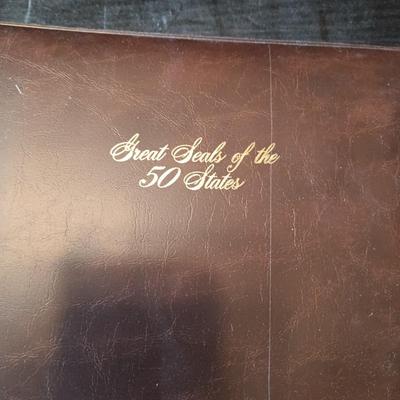 Great Seals of the
50 States